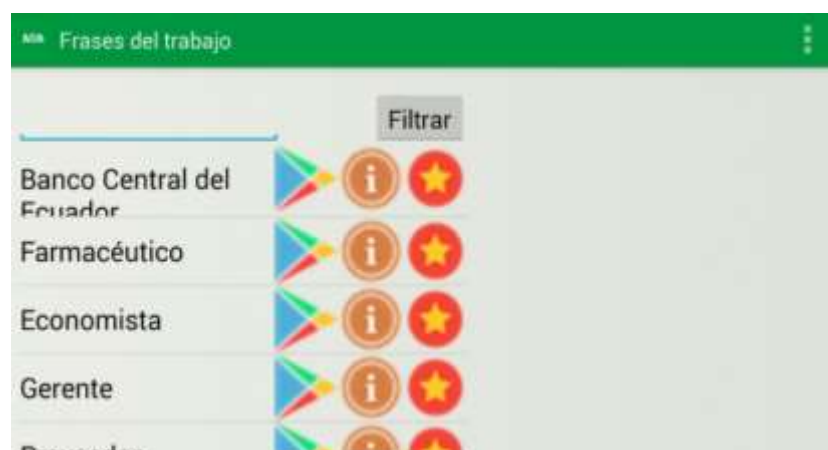 Frases del trabajo
Filtrar
Banco Central del
Ecuador
Farmacéutico
Economista
Gerente